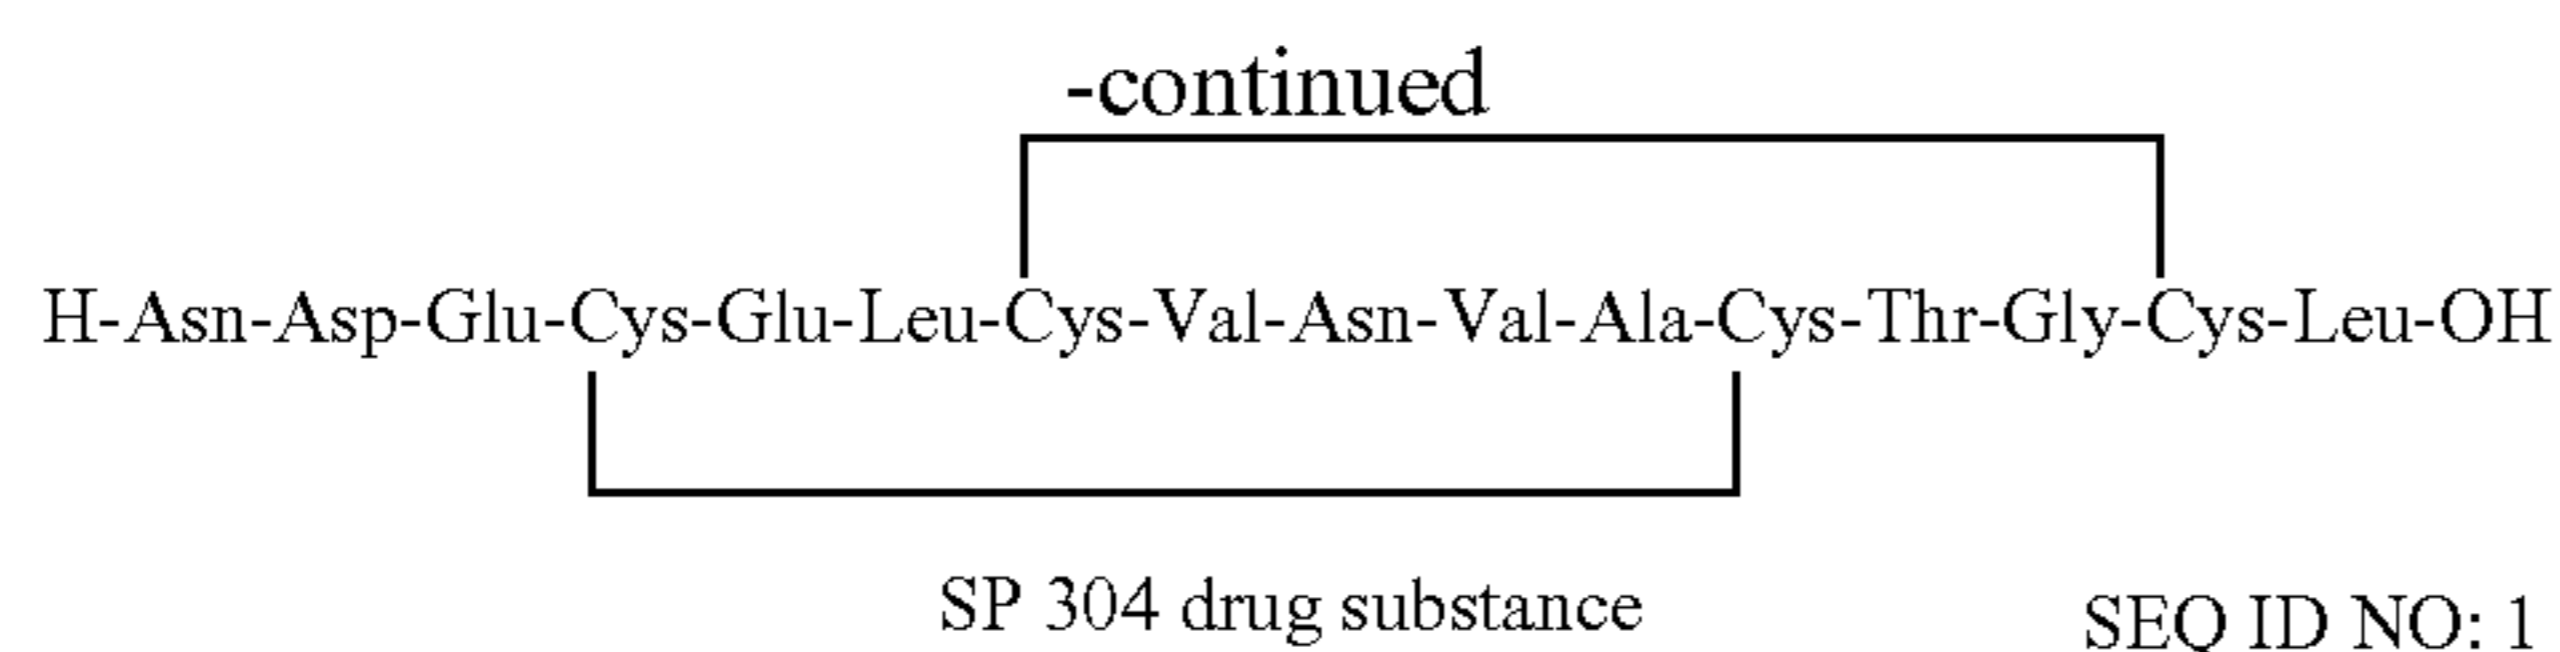 -continued
H-Asn-Asp-Glu-Cys-Glu-Leu-Cys-Val-Asn-Val-Ala-Cys-Thr-Gly-Cys-Leu-OH
SP 304 drug substance
SEQ ID NO: 1